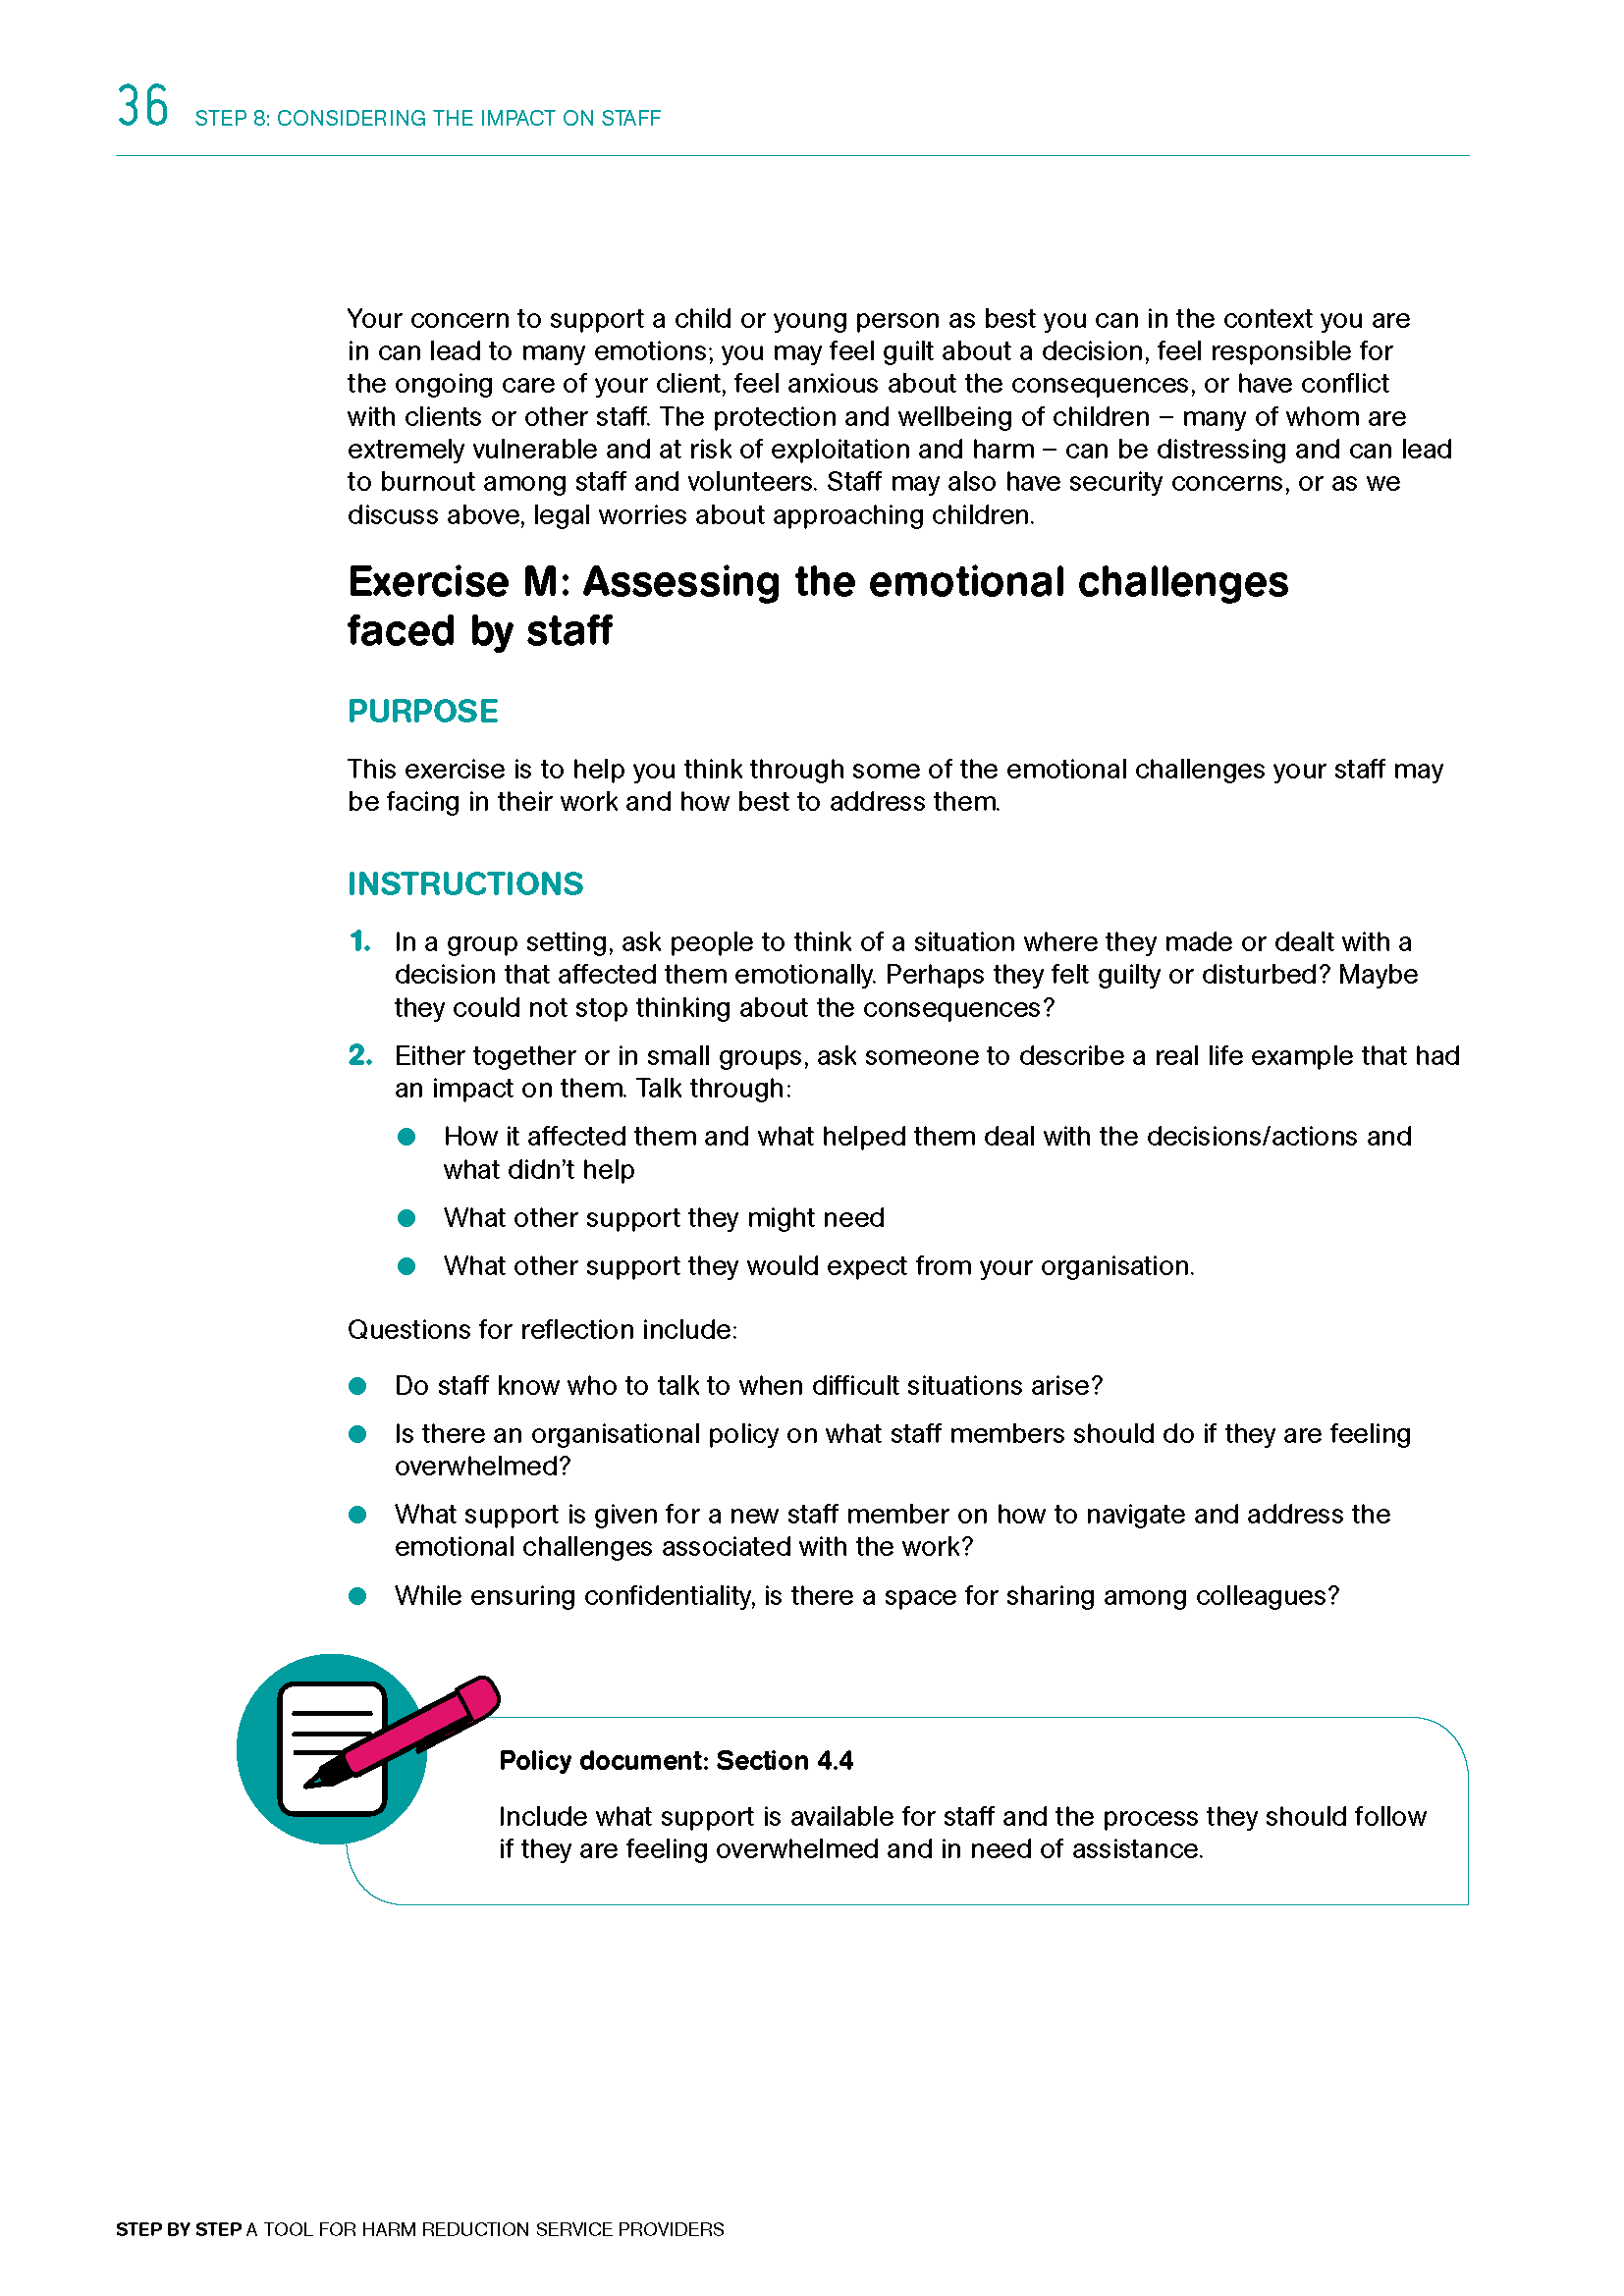 36 STEP 8: CONSIDERING THE IMPACT ON STAFF
Your concern to support a child or young person as best you can in the context you are
in can lead to many emotions; you may feel guilt about a decision, feel responsible for
the ongoing care of your client, feel anxious about the consequences, or have conflict
with clients or other staff. The protection and wellbeing of children – many of whom are
extremely vulnerable and at risk of exploitation and harm – can be distressing and can lead
to burnout among staff and volunteers. Staff may also have security concerns, or as we
discuss above, legal worries about approaching children.
Exercise M: Assessing the emotional challenges
faced by staff
PURPOSE
This exercise is to help you think through some of the emotional challenges your staff may
be facing in their work and how best to address them.
INSTRUCTIONS
1. In a group setting, ask people to think of a situation where they made or dealt with a
decision that affected them emotionally. Perhaps they felt guilty or disturbed? Maybe
they could not stop thinking about the consequences?
2. Either together or in small groups, ask someone to describe a real life example that had
an impact on them. Talk through:
● How it affected them and what helped them deal with the decisions/actions and
what didn’t help
● What other support they might need
● What other support they would expect from your organisation.
Questions for reflection include:
● Do staff know who to talk to when difficult situations arise?
● Is there an organisational policy on what staff members should do if they are feeling
overwhelmed?
● What support is given for a new staff member on how to navigate and address the
emotional challenges associated with the work?
● While ensuring confidentiality, is there a space for sharing among colleagues?
Policy document: Section 4.4
Include what support is available for staff and the process they should follow
if they are feeling overwhelmed and in need of assistance.
STEP BY STEP A TOOL FOR HARM REDUCTION SERVICE PROVIDERS